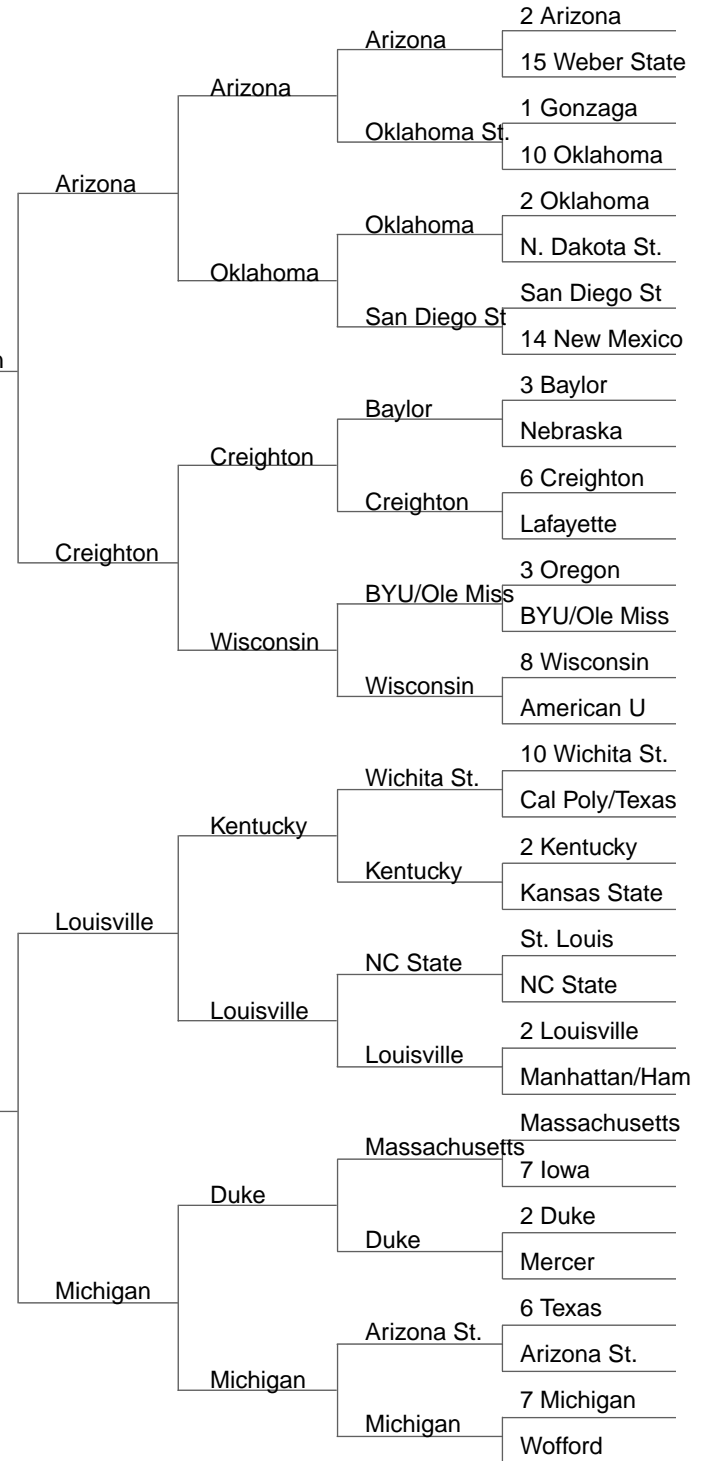 2 Arizona
Arizona
15 Weber State
Arizona
1 Gonzaga
Oklahoma St.
10 Oklahoma
Arizona
2 Oklahoma
Oklahoma
N. Dakota St.
Oklahoma
San Diego St
San Diego St
14 New Mexico
n
3 Baylor
Baylor
Nebraska
Creighton
6 Creighton
Creighton
Lafayette
Creighton
3 Oregon
BYU/Ole Miss
BYU/Ole Miss
Wisconsin
8 Wisconsin
Wisconsin
American U
10 Wichita St.
Wichita St.
Cal Poly/Texas
Kentucky
2 Kentucky
Kentucky
Kansas State
Louisville
St. Louis
NC State
NC State
Louisville
2 Louisville
Louisville
Manhattan/Ham
Massachusetts
Massachusetts
7 Iowa
Duke
2 Duke
Duke
Mercer
Michigan
6 Texas
Arizona St.
Arizona St.
Michigan
7 Michigan
Michigan
Wofford